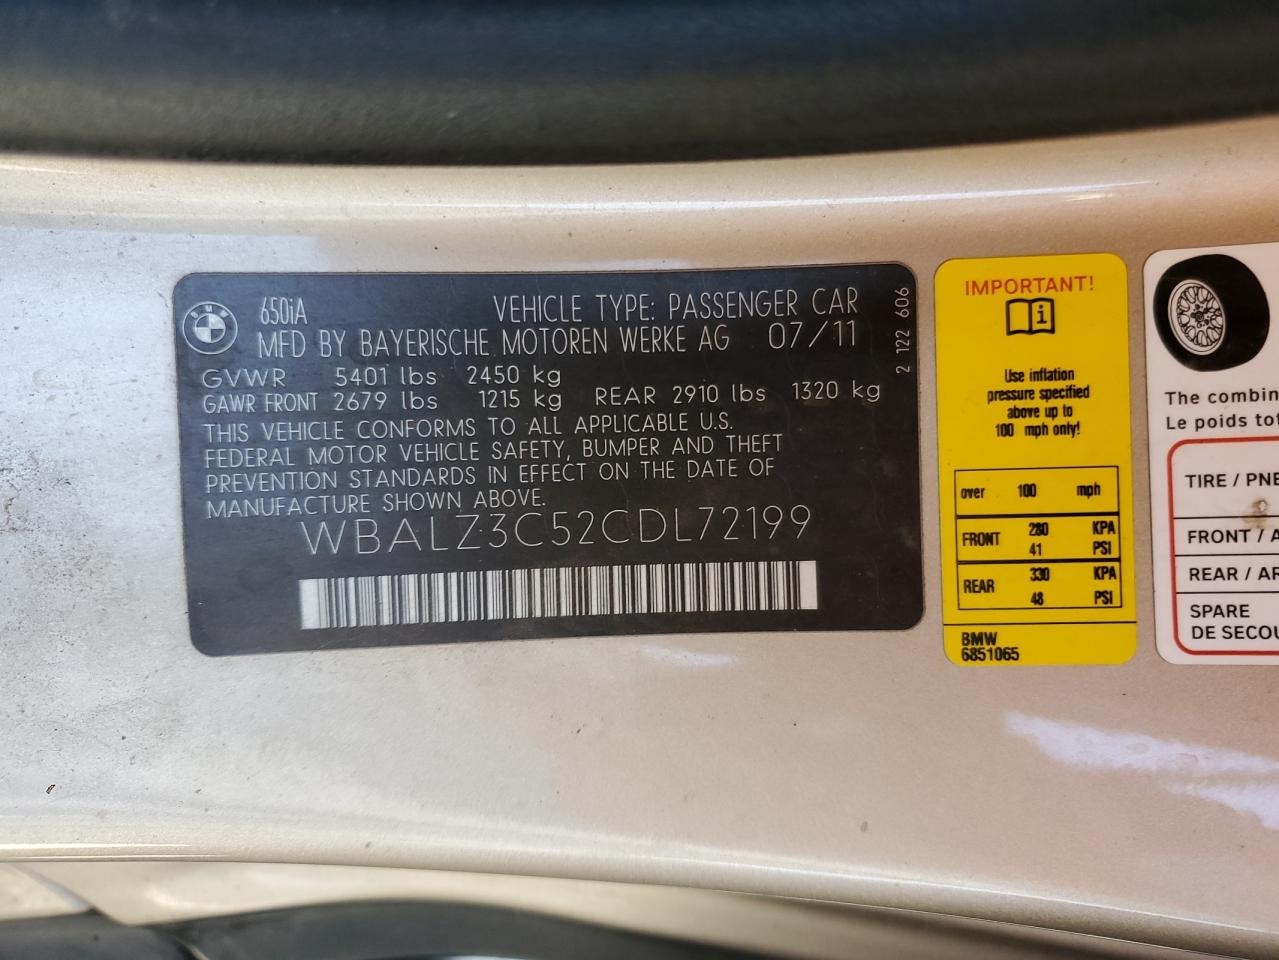 BMW
650iA VEHICLE TYPE: PASSENGER CAR
MFD BY BAYERISCHE MOTOREN WERKE AG 07/11
GVWR 5401 lbs 2450 kg
GAWR FRONT 2679 lbs 1215 kg REAR 2910 lbs 1320 kg
THIS VEHICLE CONFORMS TO ALL APPLICABLE U.S.
FEDERAL MOTOR VEHICLE SAFETY, BUMPER AND THEFT
PREVENTION STANDARDS IN EFFECT ON THE DATE OF
MANUFACTURE SHOWN ABOVE.
WBALZ3C52CDL72199
2 122 606
IMPORTANT!
i
Use inflation
pressure specified
above up to
100 mph only!
over 100 mph
FRONT 280 KPA
41 PSI
REAR 330 KPA
48 PSI
BMW
6851065
The combin
Le poids tot
TIRE / PNE
FRONT / A
REAR / AR
SPARE
DE SECOU